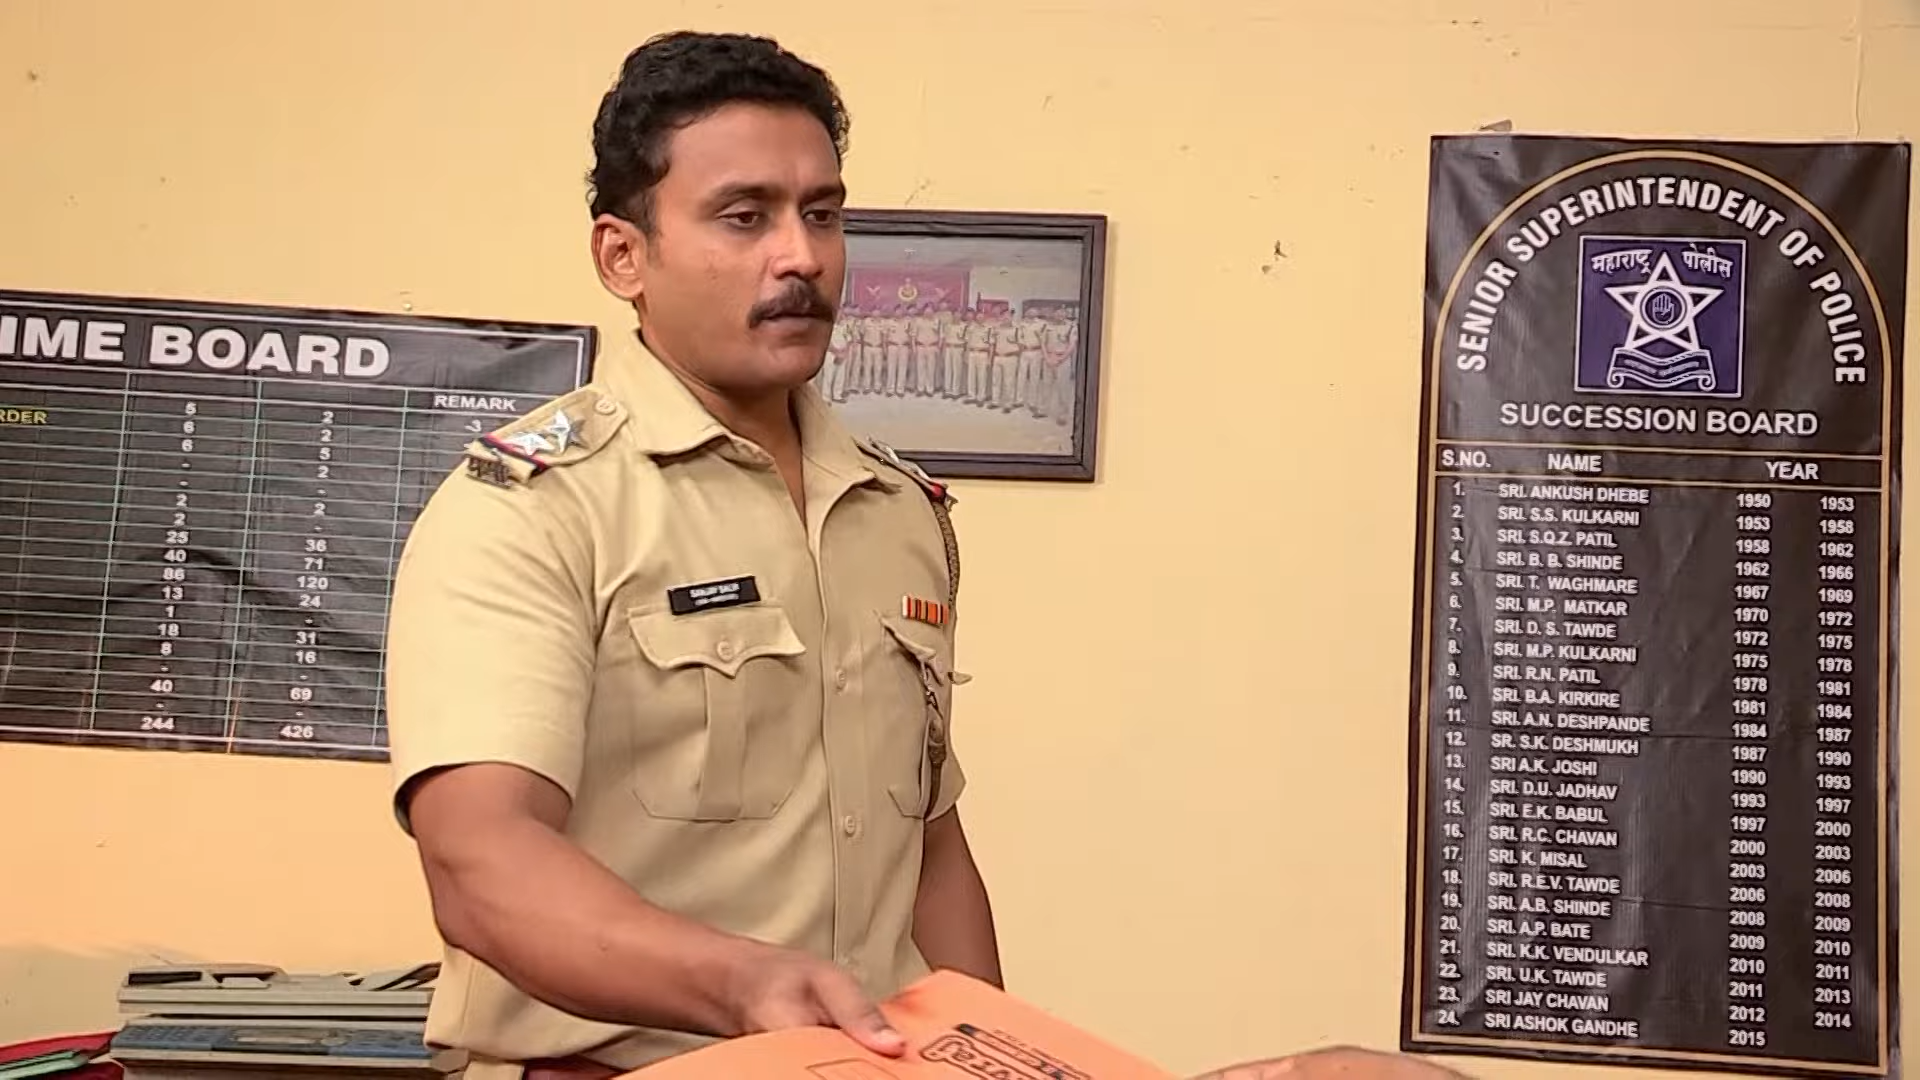 IME BOARD
REMARK
RDER 5 2 -3
6 2
6 5
- 2
- -
2 2
2 -
25 36
40 71
86 120
13 24
1 -
18 31
8 16
- -
40 69
- -
244 426
SENIOR SUPERINTENDENT OF POLICE
महाराष्ट्र पोलीस
SUCCESSION BOARD
S.NO. NAME YEAR
1. SRI. ANKUSH DHEBE 1950 1953
2. SRI. S.S. KULKARNI 1953 1958
3. SRI. S.Q.Z. PATIL 1958 1962
4. SRI. B. B. SHINDE 1962 1966
5. SRI. T. WAGHMARE 1967 1969
6. SRI. M.P. MATKAR 1970 1972
7. SRI. D. S. TAWDE 1972 1975
8. SRI. M.P. KULKARNI 1975 1978
9. SRI. R.N. PATIL 1978 1981
10. SRI. B.A. KIRKIRE 1981 1984
11. SRI. A.N. DESHPANDE 1984 1987
12. SR. S.K. DESHMUKH 1987 1990
13. SRI A.K. JOSHI 1990 1993
14. SRI. D.U. JADHAV 1993 1997
15. SRI. E.K. BABUL 1997 2000
16. SRI. R.C. CHAVAN 2000 2003
17. SRI. K. MISAL 2003 2006
18. SRI. R.E.V. TAWDE 2006 2008
19. SRI. A.B. SHINDE 2008 2009
20. SRI. A.P. BATE 2009 2010
21. SRI. K.K. VENDULKAR 2010 2011
22. SRI. U.K. TAWDE 2011 2013
23. SRI JAY CHAVAN 2012 2014
24. SRI ASHOK GANDHE 2015